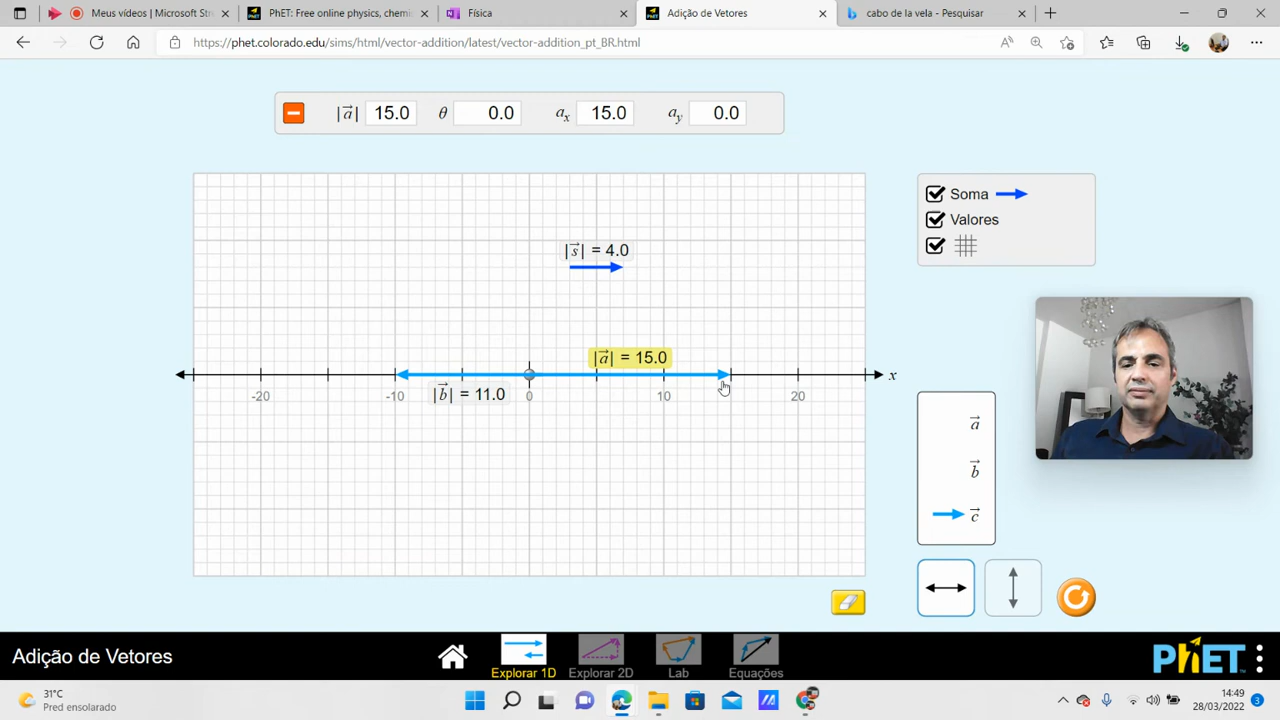 Meus vídeos | Microsoft Str
PhET: Free online physics, chemi
Física
Adição de Vetores
cabo de la vela - Pesquisar
https://phet.colorado.edu/sims/html/vector-addition/latest/vector-addition_pt_BR.html
|a⃗| 15.0 θ 0.0 aₓ 15.0 a_y 0.0
Soma
Valores
|s⃗| = 4.0
|a⃗| = 15.0
x
|b⃗| = 11.0
-20 -10 0 10 20
a⃗
b⃗
c⃗
Adição de Vetores
Explorar 1D
Explorar 2D
Lab
Equações
PhET
31°C
Pred ensolarado
14:49
28/03/2022
3